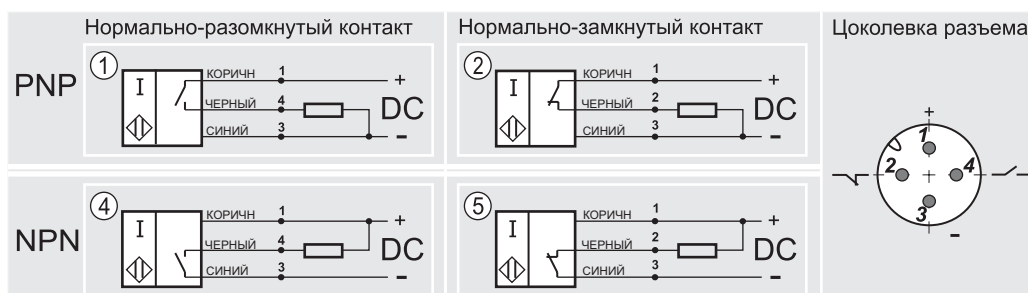 Нормально-разомкнутый контакт
Нормально-замкнутый контакт
Цоколевка разъема
PNP
1
I
КОРИЧН 1 +
ЧЕРНЫЙ 4 DC
СИНИЙ 3 -
2
I
КОРИЧН 1 +
ЧЕРНЫЙ 2 DC
СИНИЙ 3 -
NPN
4
I
КОРИЧН 1 +
ЧЕРНЫЙ 4 DC
СИНИЙ 3 -
5
I
КОРИЧН 1 +
ЧЕРНЫЙ 2 DC
СИНИЙ 3 -
+
1
2 4
3
-